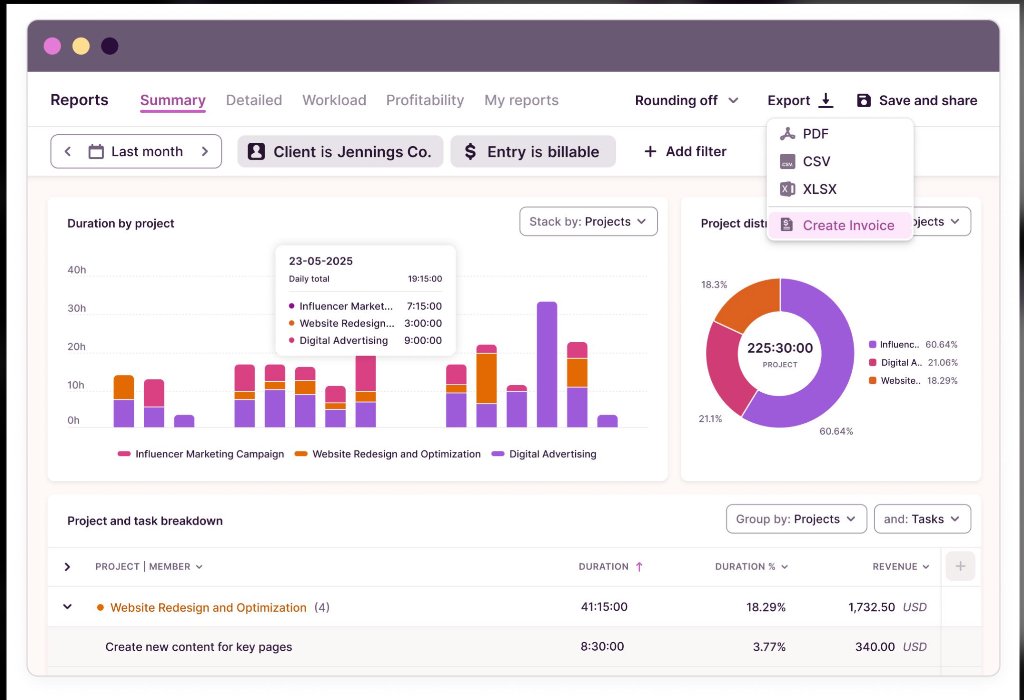 Reports Summary Detailed Workload Profitability My reports Rounding off Export Save and share
Last month Client is Jennings Co. $ Entry is billable + Add filter
PDF
CSV
XLSX
Create Invoice
Duration by project Stack by: Projects
40h
30h
20h
10h
0h
23-05-2025
Daily total 19:15:00
Influencer Market... 7:15:00
Website Redesign... 3:00:00
Digital Advertising 9:00:00
Influencer Marketing Campaign Website Redesign and Optimization Digital Advertising
Project distr ojects
18.3%
225:30:00
PROJECT
21.1%
60.64%
Influenc.. 60.64%
Digital A.. 21.06%
Website.. 18.29%
Project and task breakdown Group by: Projects and: Tasks
PROJECT | MEMBER DURATION DURATION % REVENUE +
Website Redesign and Optimization (4) 41:15:00 18.29% 1,732.50 USD
Create new content for key pages 8:30:00 3.77% 340.00 USD